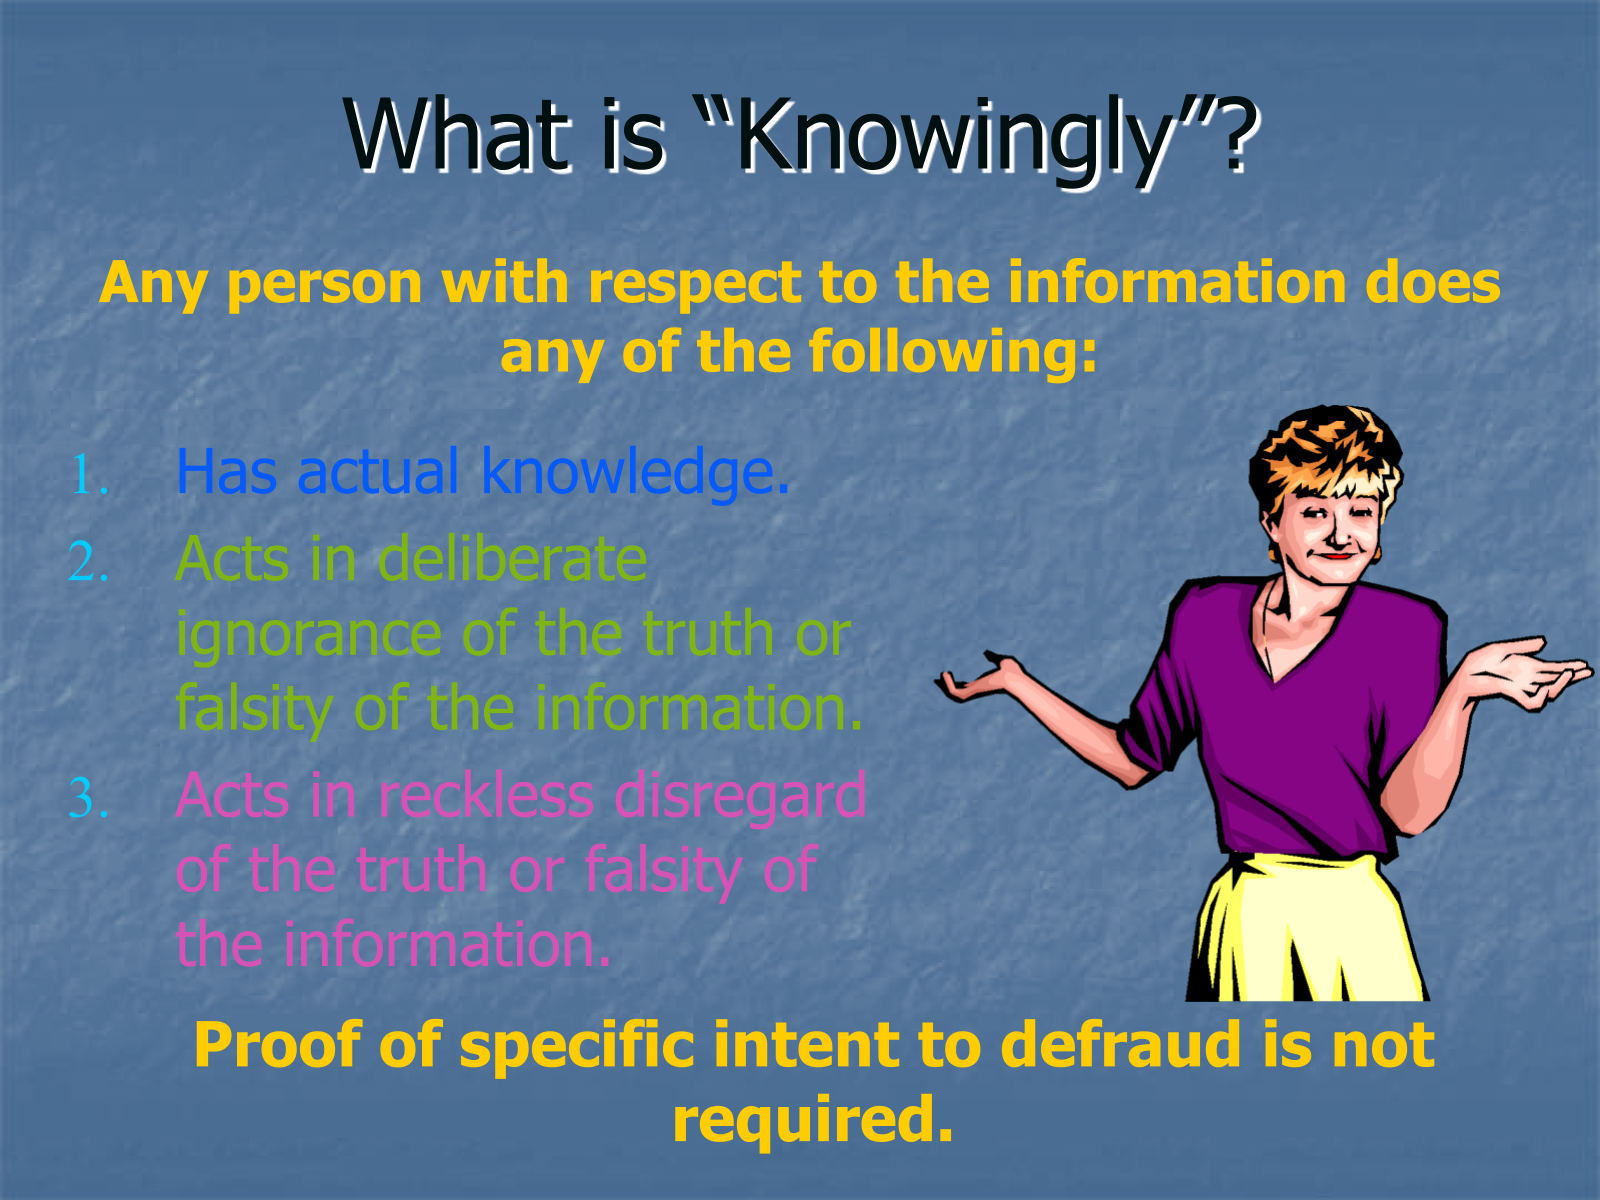 What is “Knowingly”?
Any person with respect to the information does
any of the following:
1. Has actual knowledge.
2. Acts in deliberate
ignorance of the truth or
falsity of the information.
3. Acts in reckless disregard
of the truth or falsity of
the information.
Proof of specific intent to defraud is not
required.